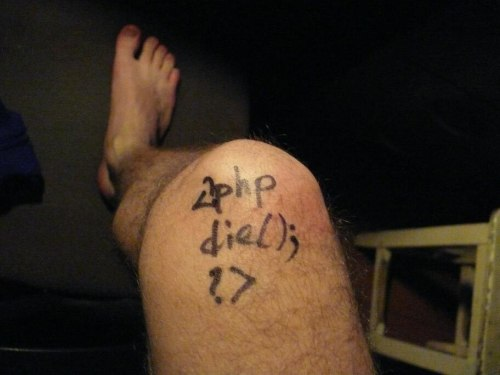 <?php
die();
?>